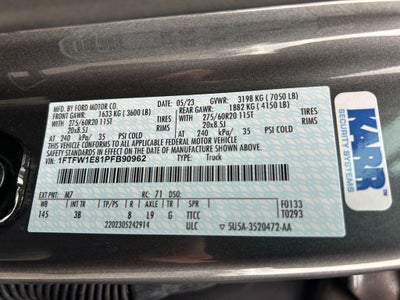 MFD. BY FORD MOTOR CO.
05/23 GVWR: 3198 KG (7050 LB)
FRONT GAWR: 1633 KG (3600 LB)
REAR GAWR: 1882 KG (4150 LB)
275/60R20 115T
275/60R20 115T
20x8.5J
20x8.5J
AT 240 kPa/ 35 PSI COLD
AT 240 kPa/ 35 PSI COLD
THIS VEHICLE CONFORMS TO ALL APPLICABLE FEDERAL MOTOR VEHICLE
SAFETY STANDARDS IN EFFECT ON THE DATE OF MANUFACTURE SHOWN ABOVE.
VIN: 1FTFW1E81PFB90962
TYPE: Truck
EXT PNT: M7 RC: 71 DSO:
WB INT TR TP/PS R AXLE TR SPR
F0133
145 3B 8 L9 G TTCC
T0293
2202305242914
ULC
5U5A-3520472-AA
KARR
SECURITY SYSTEMS